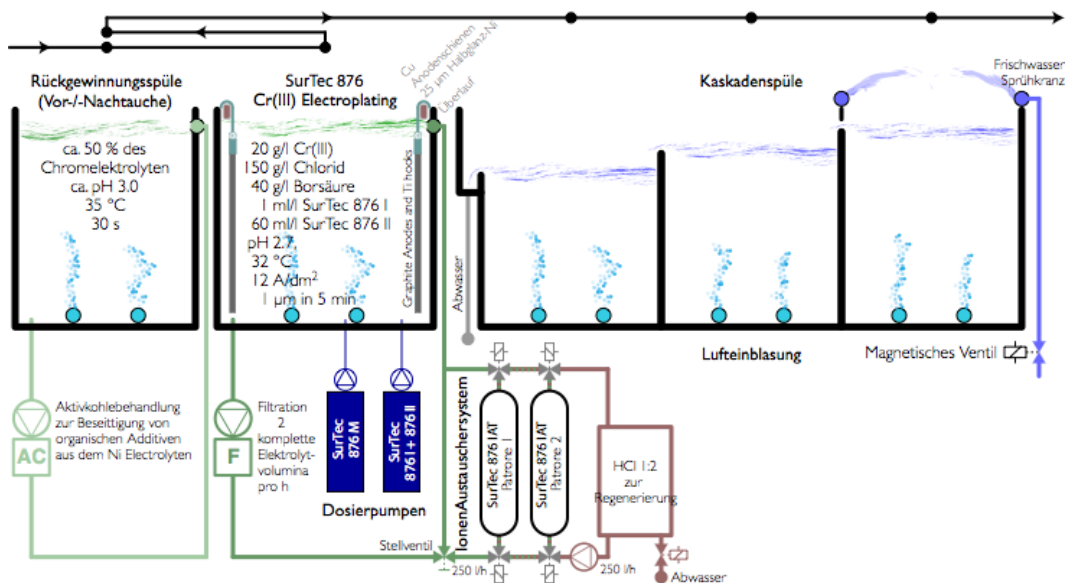 Rückgewinnungsspüle
(Vor-/-Nachtauche)
ca. 50 % des
Chromelektrolyten
ca. pH 3.0
35 °C
30 s
SurTec 876
Cr(III) Electroplating
20 g/l Cr(III)
150 g/l Chlorid
40 g/l Borsäure
1 ml/l SurTec 876 I
60 ml/l SurTec 876 II
pH 2.7,
32 °C
12 A/dm²
1 µm in 5 min
Cu
Anodenschienen
25 µm Halbglanz-Ni
Überlauf
Graphite Anodes and Ti hooks
Abwasser
Kaskadenspüle
Frischwasser
Sprühkranz
Lufteinblasung
Magnetisches Ventil
Aktivkohlebehandlung
zur Beseitigung von
organischen Additiven
aus dem Ni Electrolyten
AC
Filtration
2
komplette
Elektrolyt-
volumina
pro h
F
SurTec
876 M
SurTec
876 I + 876 II
Dosierpumpen
IonenAustauschersystem
SurTec 876 IAT
Patrone 1
SurTec 876 IAT
Patrone 2
HCl 1:2
zur
Regenerierung
Stellventil
250 l/h
250 l/h
Abwasser